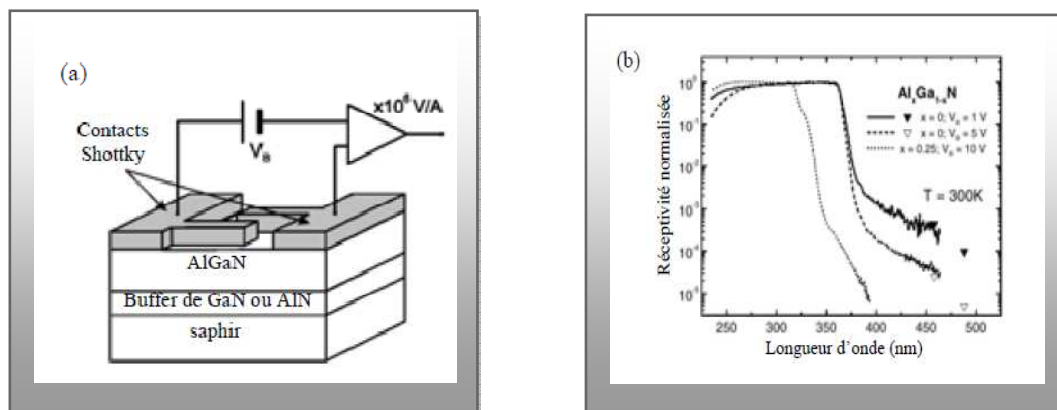 (a)
x10⁶ V/A
Contacts
Shottky
V_B
AlGaN
Buffer de GaN ou AlN
saphir
(b)
Réceptivité normalisée
10⁰
10⁻¹
10⁻²
10⁻³
10⁻⁴
10⁻⁵
AlₓGa₁₋ₓN
x = 0; V_B = 1 V
x = 0; V_B = 5 V
x = 0.25; V_B = 10 V
T = 300K
250 300 350 400 450 500
Longueur d'onde (nm)